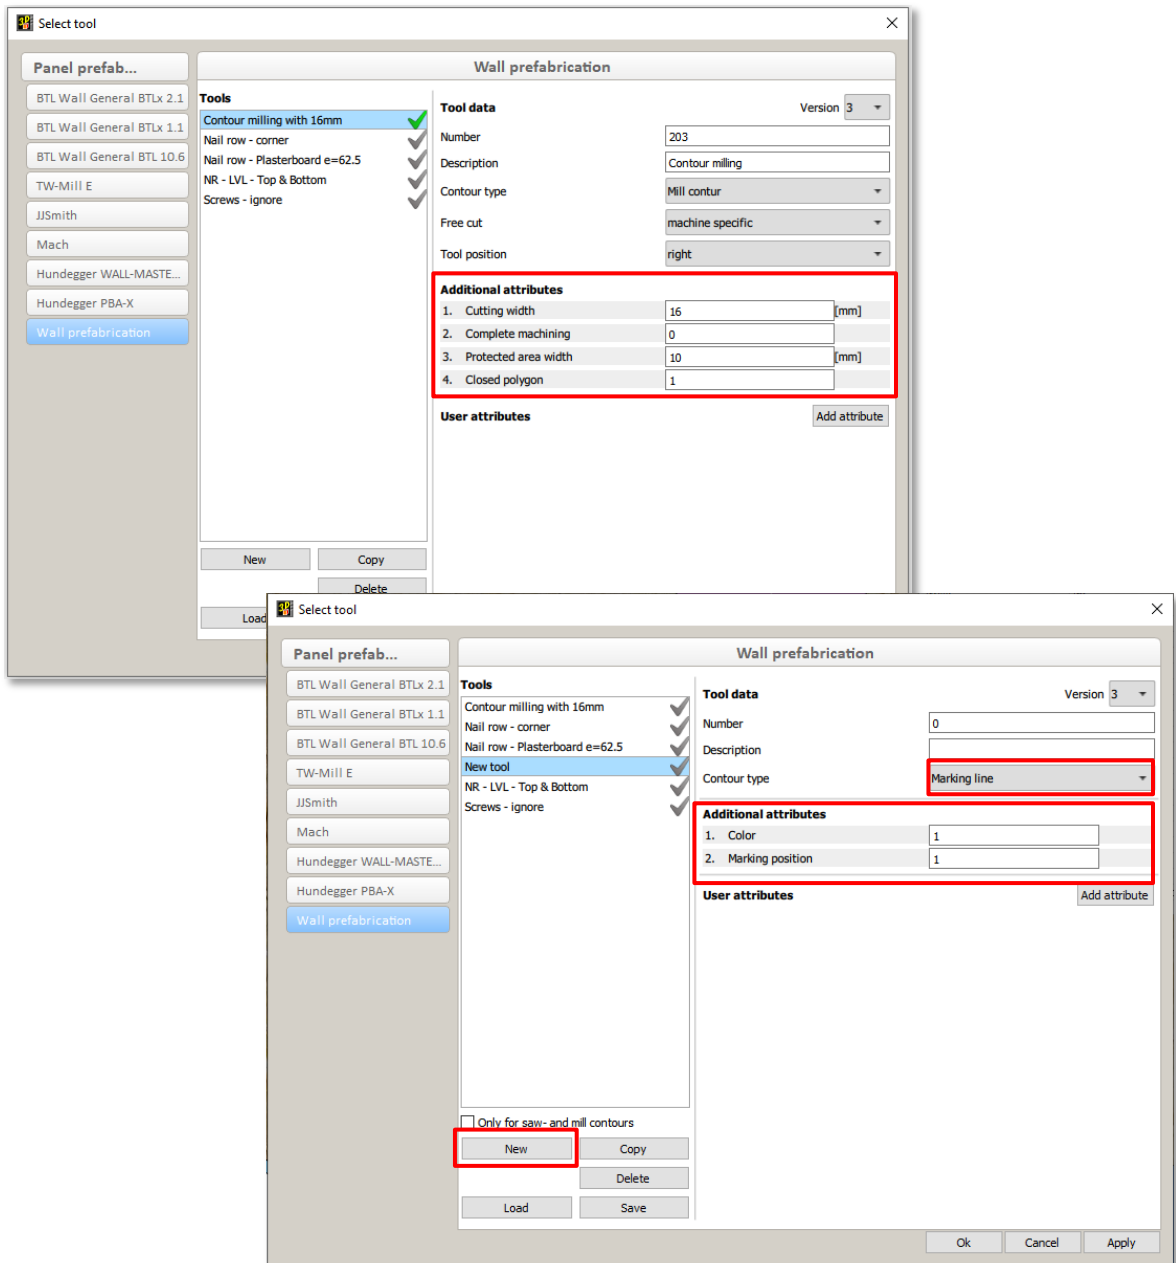 Select tool
Panel prefab...
BTL Wall General BTLx 2.1
BTL Wall General BTLx 1.1
BTL Wall General BTL 10.6
TW-Mill E
JJSmith
Mach
Hundegger WALL-MASTE...
Hundegger PBA-X
Wall prefabrication
Wall prefabrication
Tools
Contour milling with 16mm
Nail row - corner
Nail row - Plasterboard e=62.5
NR - LVL - Top & Bottom
Screws - ignore
New
Copy
Delete
Load
Tool data
Version 3
Number 203
Description Contour milling
Contour type Mill contur
Free cut machine specific
Tool position right
Additional attributes
1. Cutting width 16 [mm]
2. Complete machining 0
3. Protected area width 10 [mm]
4. Closed polygon 1
User attributes Add attribute
Select tool
Panel prefab...
BTL Wall General BTLx 2.1
BTL Wall General BTLx 1.1
BTL Wall General BTL 10.6
TW-Mill E
JJSmith
Mach
Hundegger WALL-MASTE...
Hundegger PBA-X
Wall prefabrication
Wall prefabrication
Tools
Contour milling with 16mm
Nail row - corner
Nail row - Plasterboard e=62.5
New tool
NR - LVL - Top & Bottom
Screws - ignore
Only for saw- and mill contours
New
Copy
Delete
Load
Save
Tool data
Version 3
Number 0
Description
Contour type Marking line
Additional attributes
1. Color 1
2. Marking position 1
User attributes Add attribute
Ok
Cancel
Apply